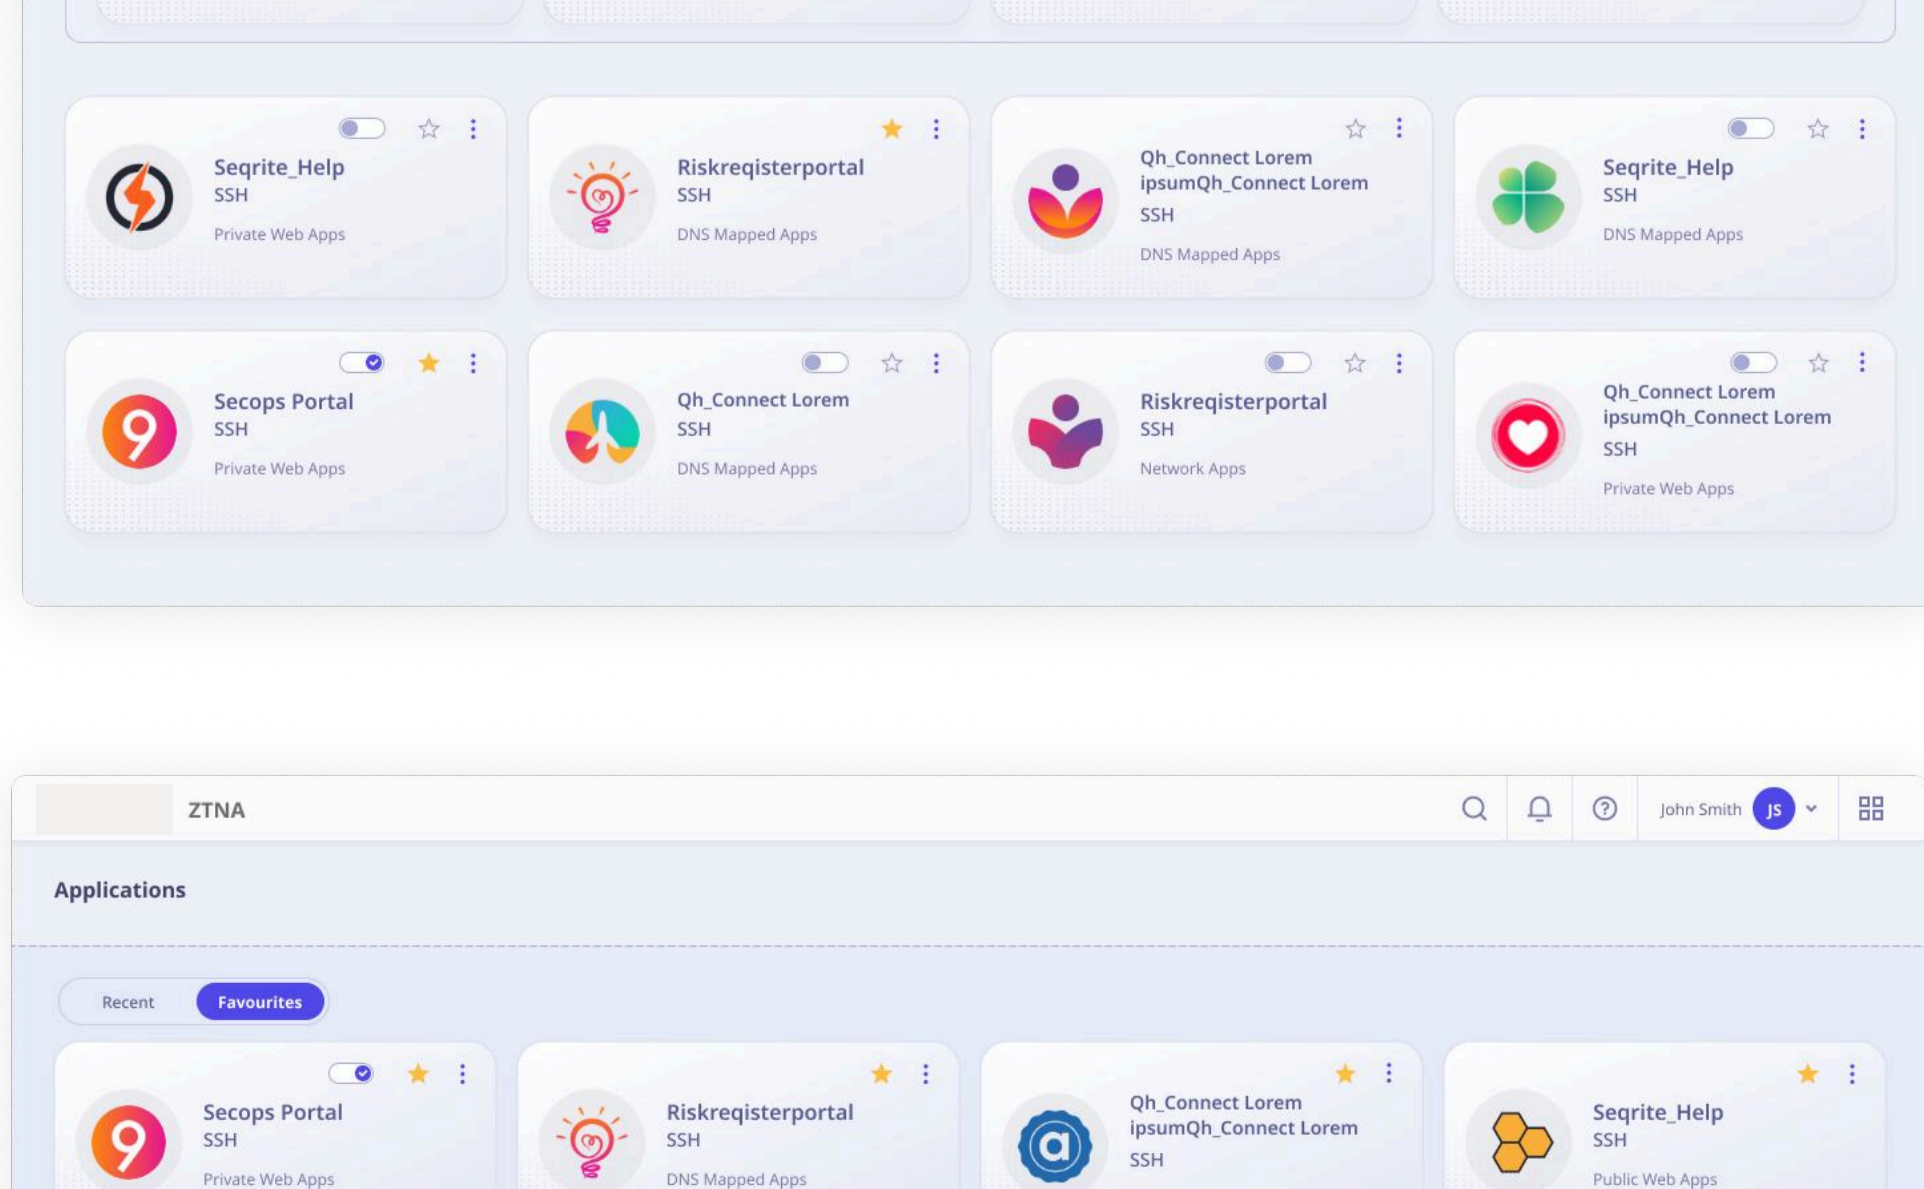 Seqrite_Help
SSH
Private Web Apps
Riskreqisterportal
SSH
DNS Mapped Apps
Qh_Connect Lorem
ipsumQh_Connect Lorem
SSH
DNS Mapped Apps
Seqrite_Help
SSH
DNS Mapped Apps
9
Secops Portal
SSH
Private Web Apps
Qh_Connect Lorem
SSH
DNS Mapped Apps
Riskreqisterportal
SSH
Network Apps
Qh_Connect Lorem
ipsumQh_Connect Lorem
SSH
Private Web Apps
ZTNA
John Smith
JS
Applications
Recent
Favourites
9
Secops Portal
SSH
Private Web Apps
Riskreqisterportal
SSH
DNS Mapped Apps
a
Qh_Connect Lorem
ipsumQh_Connect Lorem
SSH
Seqrite_Help
SSH
Public Web Apps